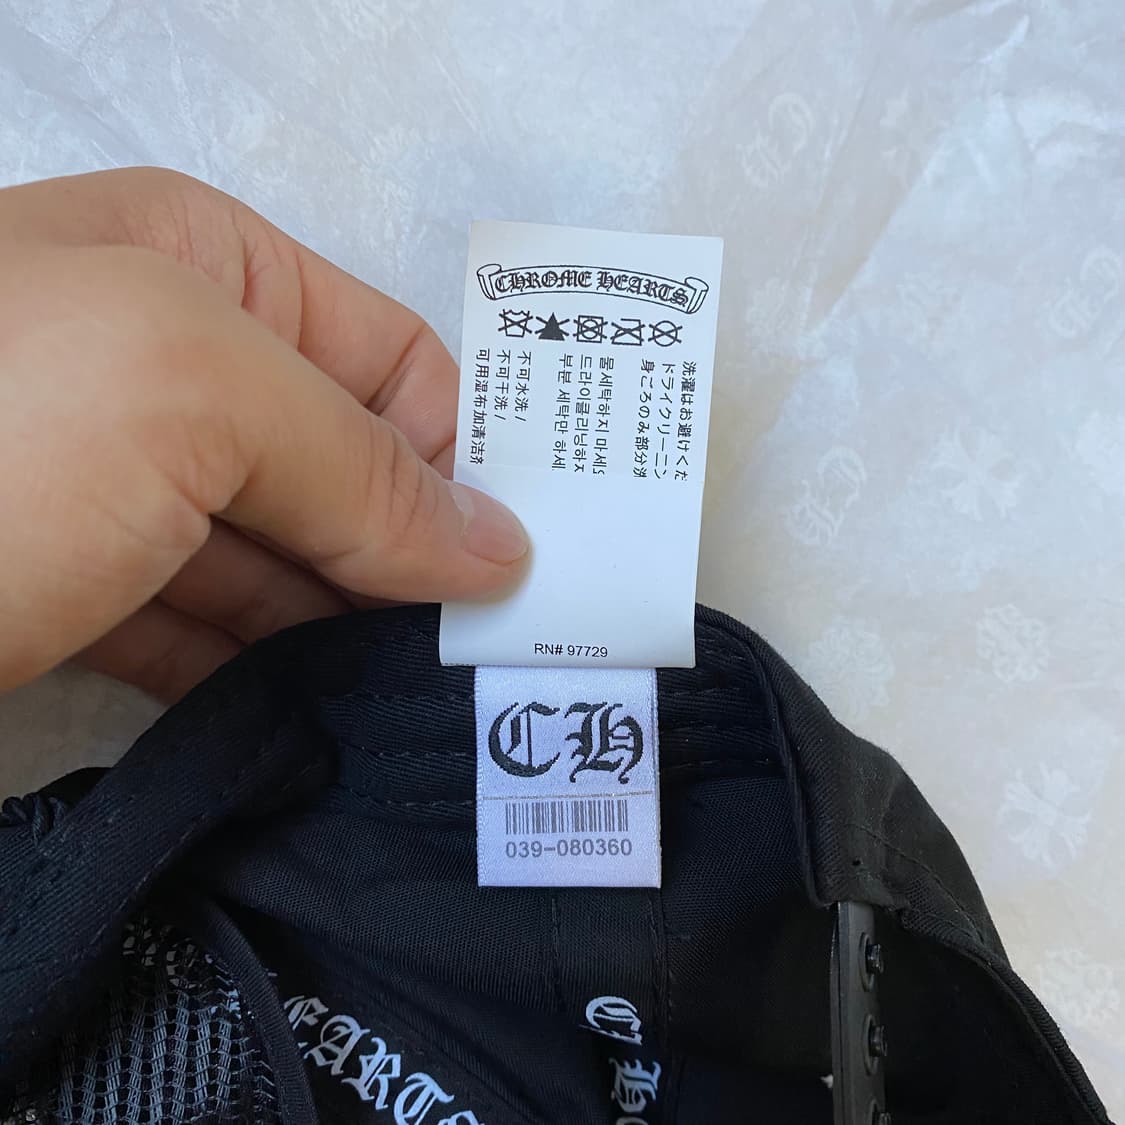 CHROME HEARTS
洗濯はお避けくだ
ドライクリーニン
身ごろのみ部分洗
물세탁하지 마세
드라이클리닝하지
부분 세탁만 하세
不可水洗 /
不可干洗 /
可用湿布加清洁剂
RN# 97729
CH
039-080360
EARTS